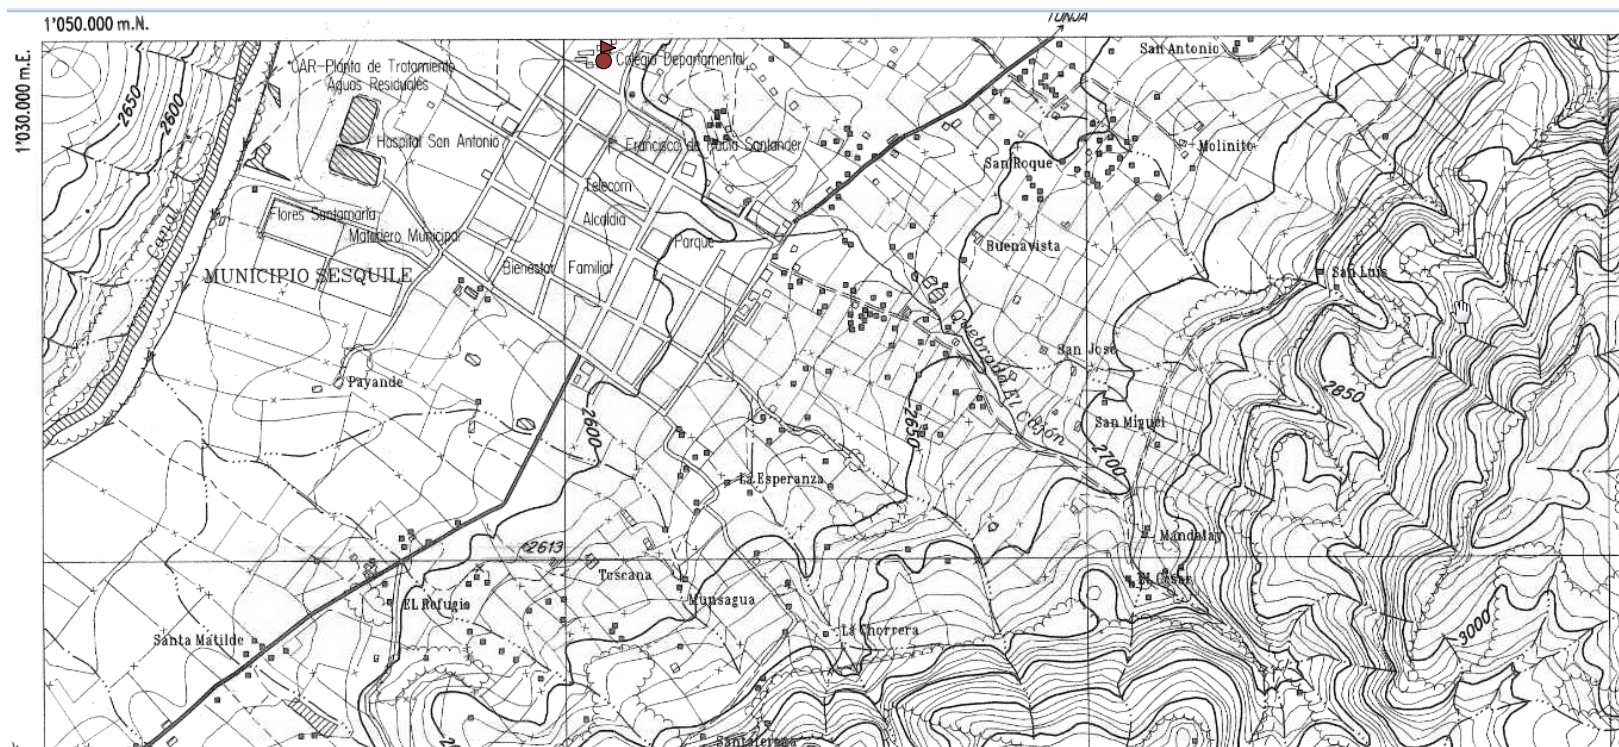 1'050.000 m.N.
TUNJA
1'030.000 m.E.
San Antonio
CAR-Planta de Tratamiento
Aguas Residuales
Colegio Departamental
2650
2600
Hospital San Antonio
Francisco de Paula Santander
San Roque
Molinito
Telecom
Flores Santamaria
Alcaldia
Canal
Matadero Municipal
Parque
Buenavista
MUNICIPIO SESQUILE
Bienestar Familiar
San Luis
Quebrada El Cajón
San José
Payande
2850
2600
2650
San Miguel
2700
La Esperanza
Mandalay
2613
Toscana
El Cesar
Munsagua
EL Refugio
3000
Santa Matilde
La Chorrera